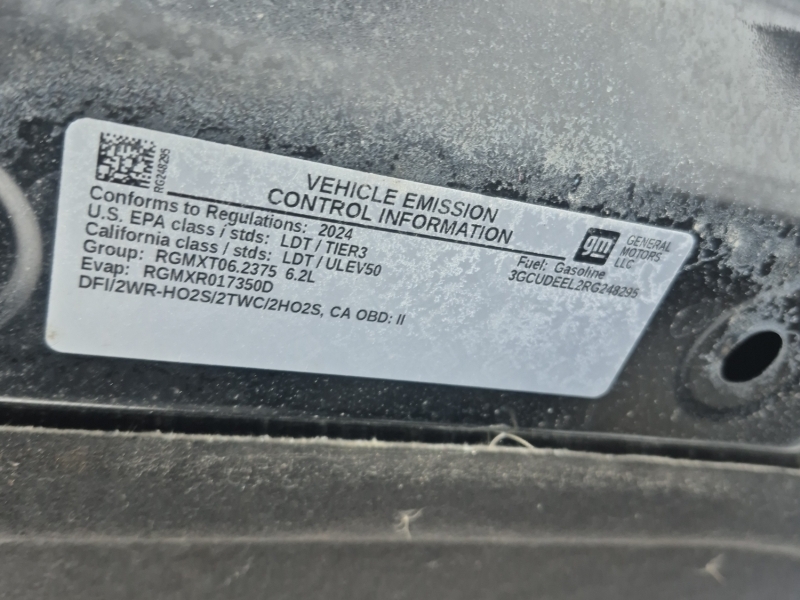 RG248295
VEHICLE EMISSION
CONTROL INFORMATION
gm
GENERAL
MOTORS
LLC
Conforms to Regulations: 2024
U.S. EPA class / stds: LDT / TIER3
California class / stds: LDT / ULEV50
Group: RGMXT06.2375 6.2L
Evap: RGMXR017350D
DFI/2WR-HO2S/2TWC/2HO2S, CA OBD: II
Fuel: Gasoline
3GCUDEEL2RG248295